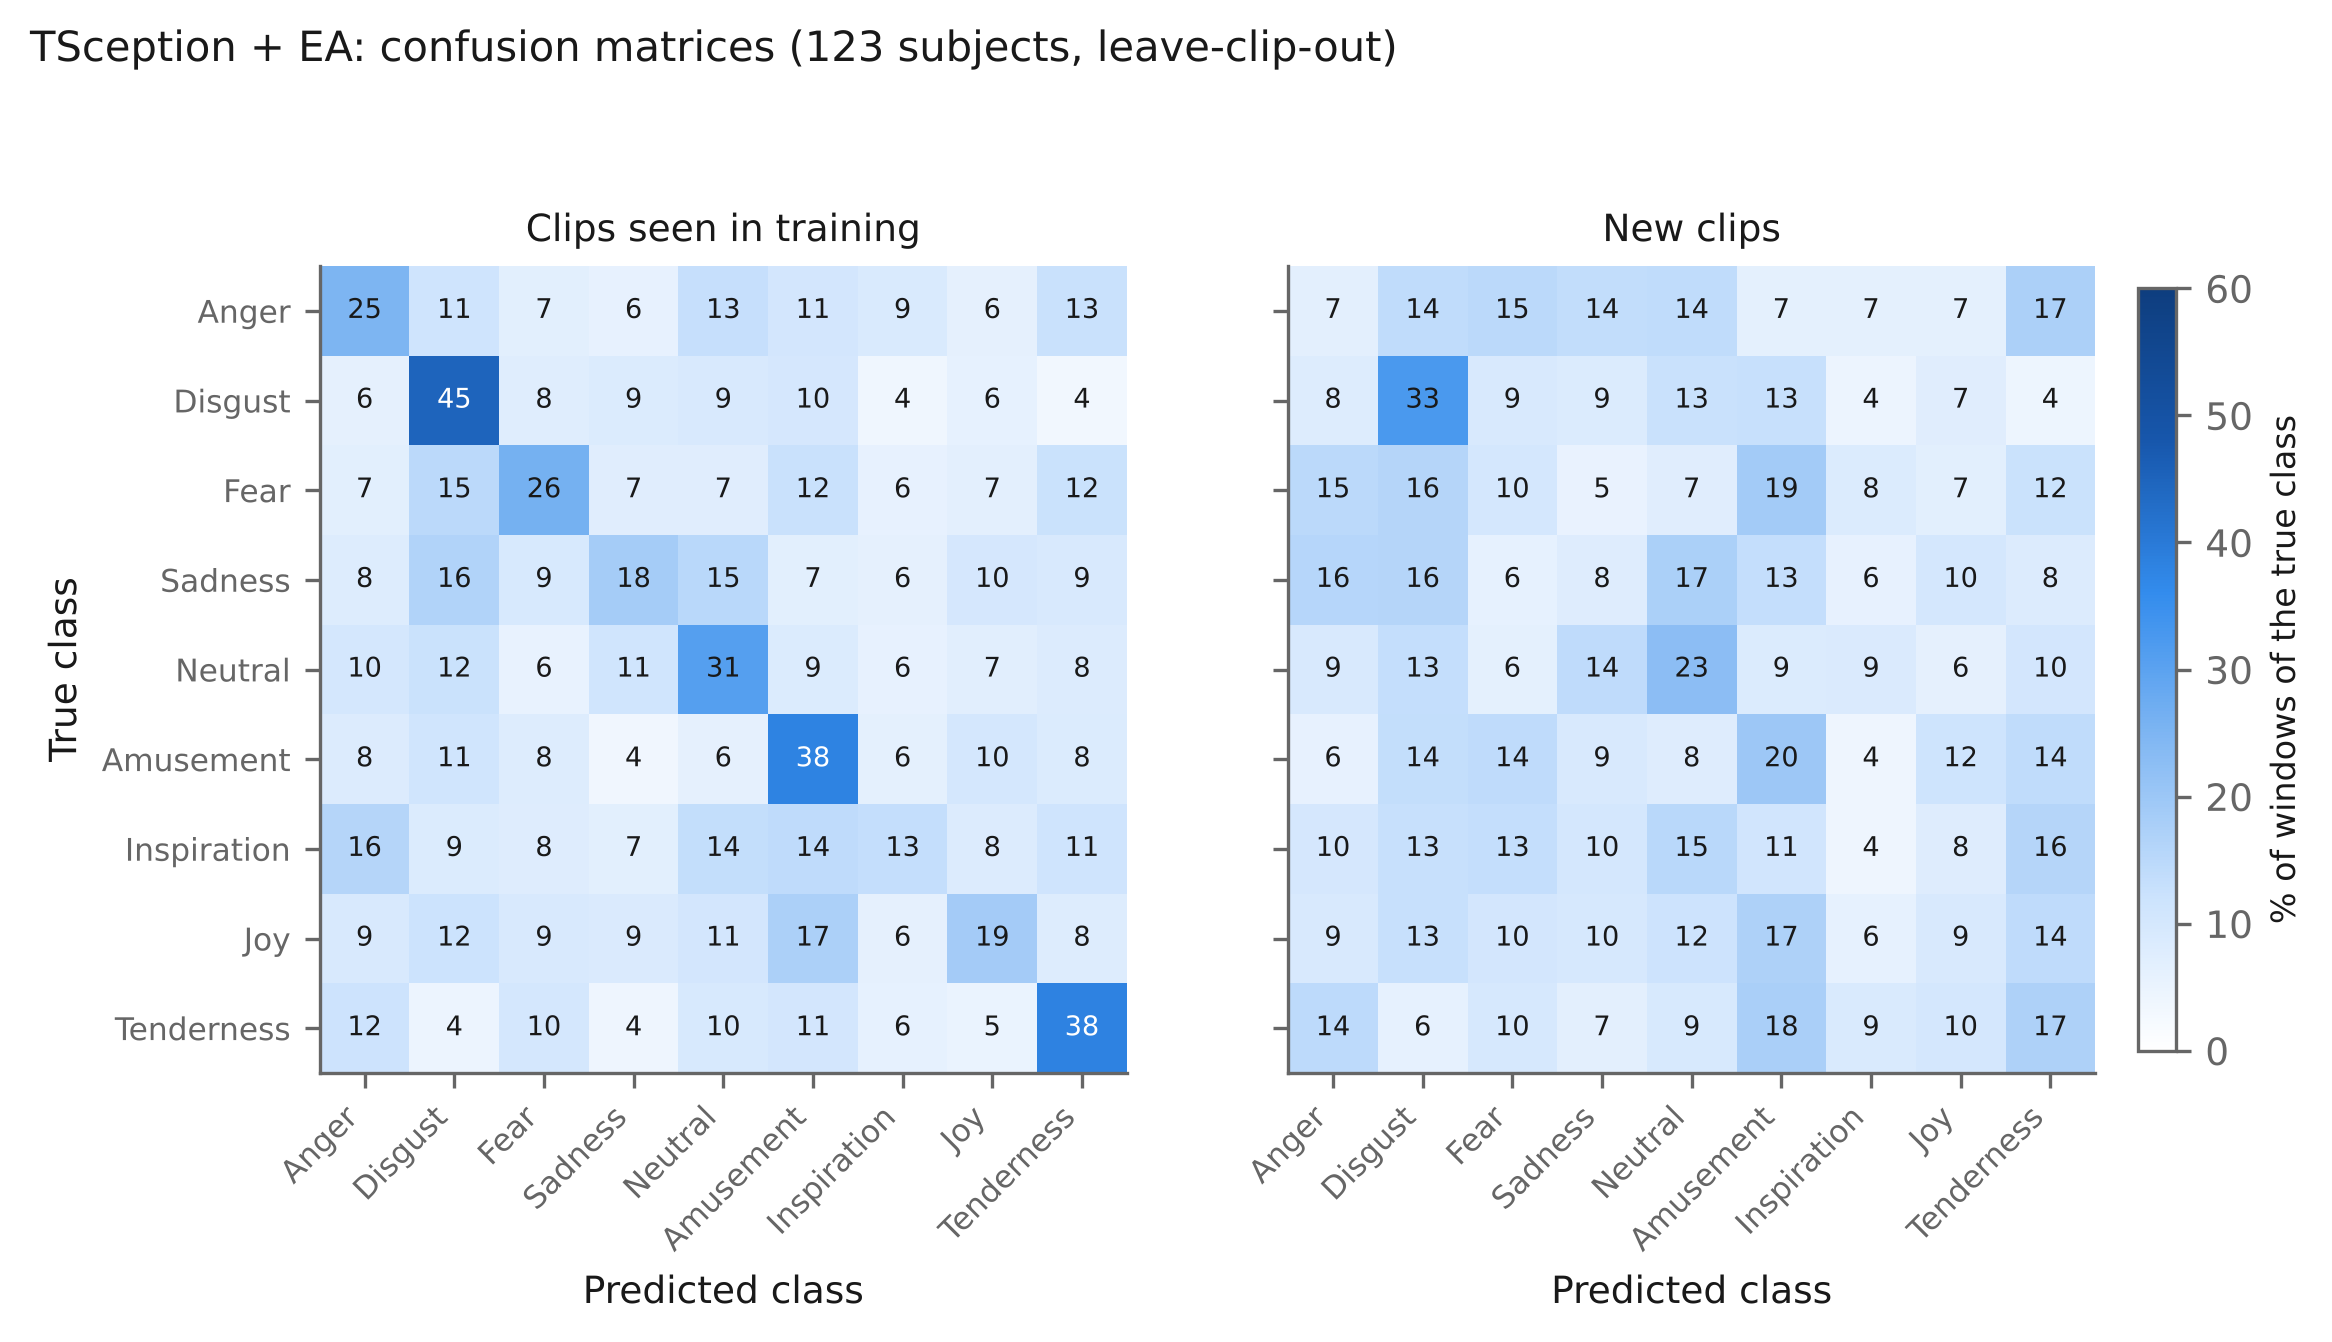 TSception + EA: confusion matrices (123 subjects, leave-clip-out)
Clips seen in training
New clips
True class
Anger 25 11 7 6 13 11 9 6 13
Disgust 6 45 8 9 9 10 4 6 4
Fear 7 15 26 7 7 12 6 7 12
Sadness 8 16 9 18 15 7 6 10 9
Neutral 10 12 6 11 31 9 6 7 8
Amusement 8 11 8 4 6 38 6 10 8
Inspiration 16 9 8 7 14 14 13 8 11
Joy 9 12 9 9 11 17 6 19 8
Tenderness 12 4 10 4 10 11 6 5 38
Anger Disgust Fear Sadness Neutral Amusement Inspiration Joy Tenderness
Predicted class
7 14 15 14 14 7 7 7 17
8 33 9 9 13 13 4 7 4
15 16 10 5 7 19 8 7 12
16 16 6 8 17 13 6 10 8
9 13 6 14 23 9 9 6 10
6 14 14 9 8 20 4 12 14
10 13 13 10 15 11 4 8 16
9 13 10 10 12 17 6 9 14
14 6 10 7 9 18 9 10 17
Anger Disgust Fear Sadness Neutral Amusement Inspiration Joy Tenderness
Predicted class
60
50
40
30
20
10
0
% of windows of the true class